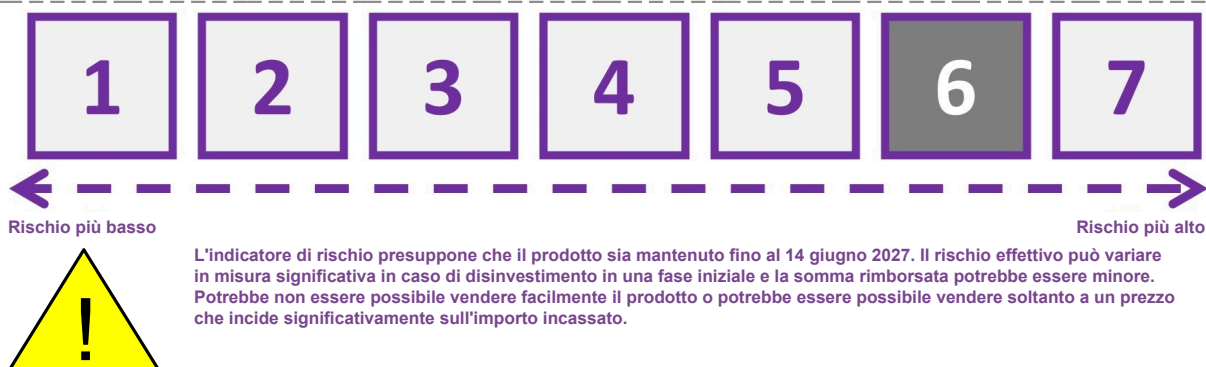 1 2 3 4 5 6 7
Rischio più basso Rischio più alto
L'indicatore di rischio presuppone che il prodotto sia mantenuto fino al 14 giugno 2027. Il rischio effettivo può variare
in misura significativa in caso di disinvestimento in una fase iniziale e la somma rimborsata potrebbe essere minore.
Potrebbe non essere possibile vendere facilmente il prodotto o potrebbe essere possibile vendere soltanto a un prezzo
che incide significativamente sull'importo incassato.
!